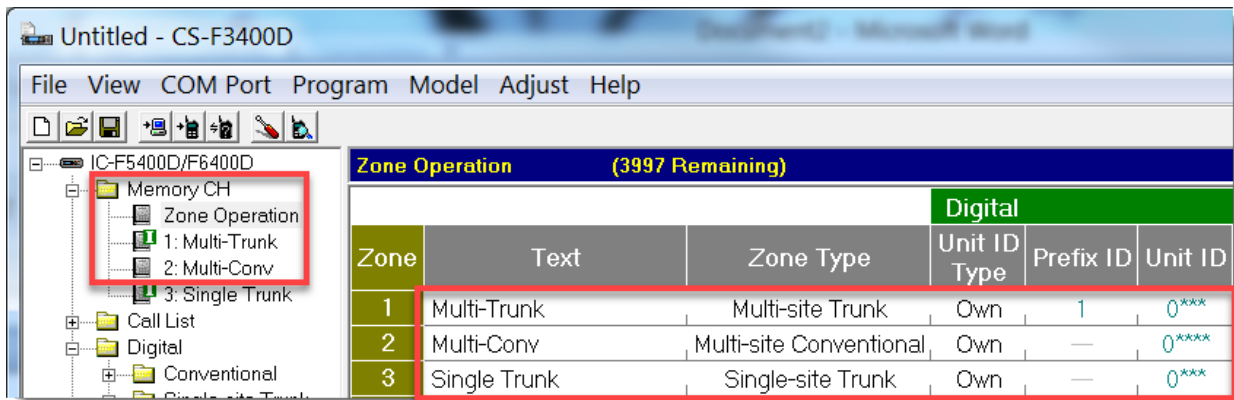 Untitled - CS-F3400D
File View COM Port Program Model Adjust Help
IC-F5400D/F6400D
Memory CH
Zone Operation
1: Multi-Trunk
2: Multi-Conv
3: Single Trunk
Call List
Digital
Conventional
Zone Operation (3997 Remaining)
Digital
Zone Text Zone Type Unit ID Type Prefix ID Unit ID
1 Multi-Trunk Multi-site Trunk Own 1 0***
2 Multi-Conv Multi-site Conventional Own — 0****
3 Single Trunk Single-site Trunk Own — 0***